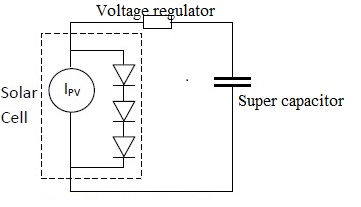 Voltage regulator
Solar
Cell
IPV
Super capacitor